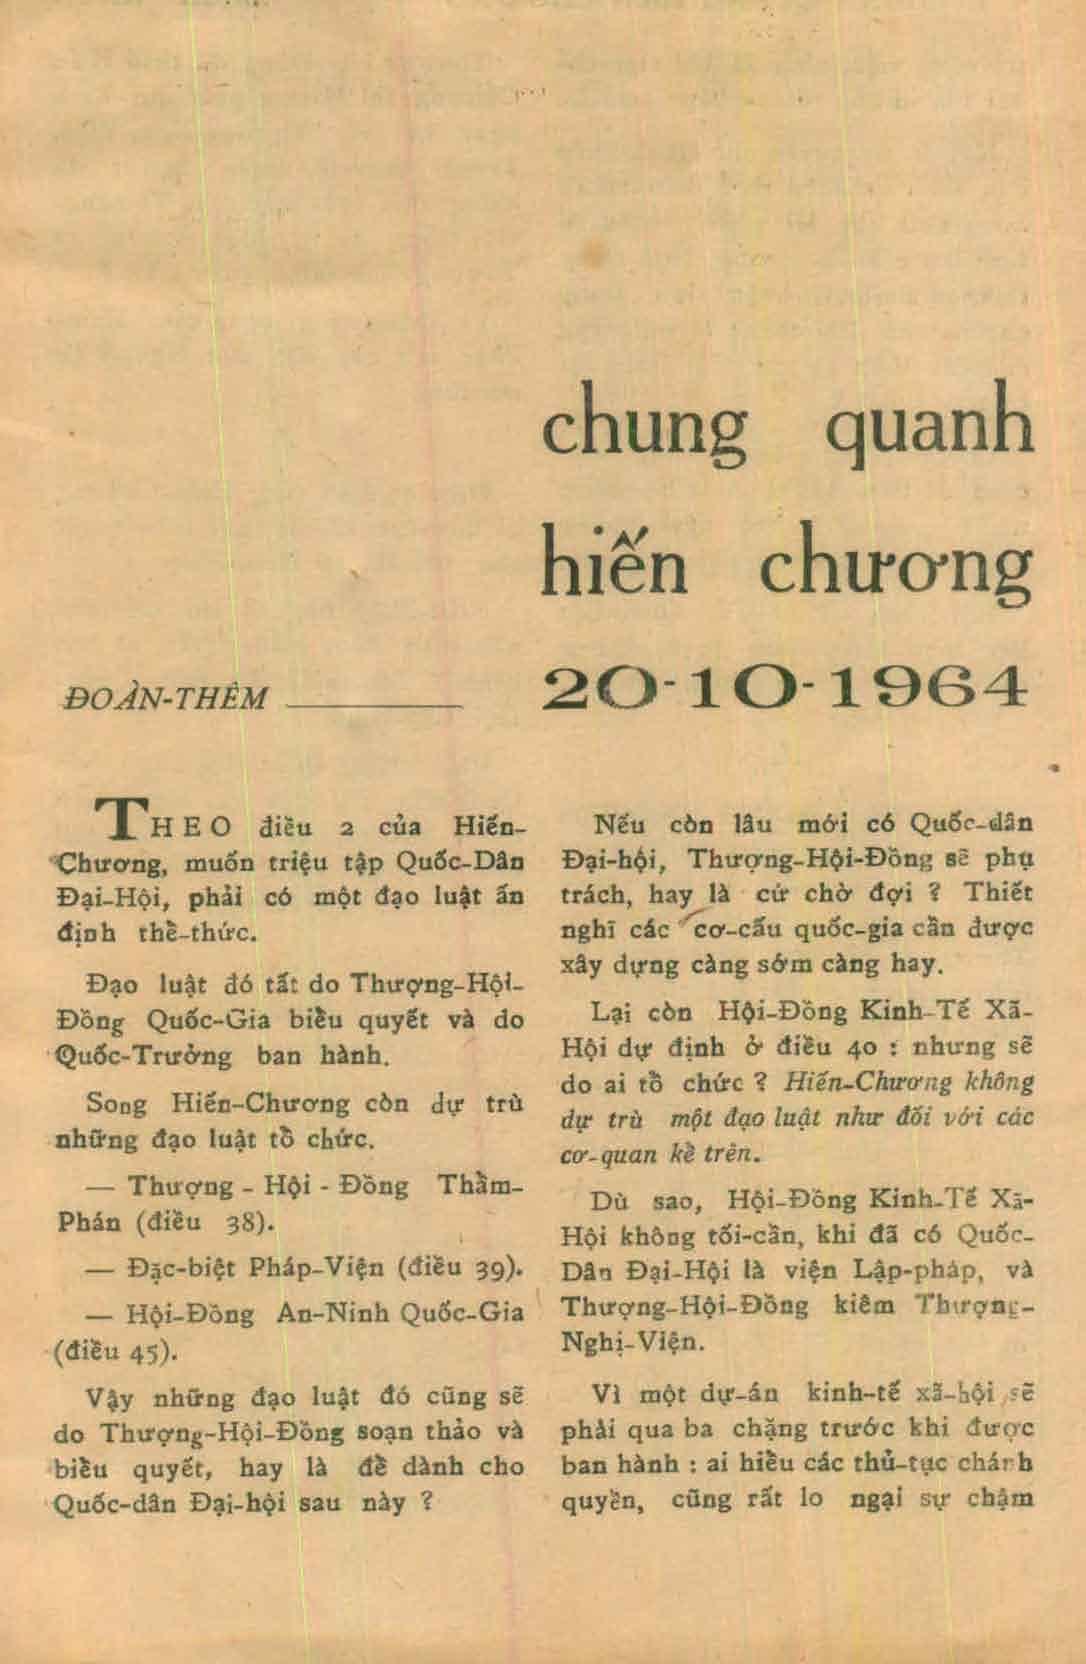 chung quanh
hiến chương
20-10-1964
ĐOÀN-THÊM
THEO điều 2 của Hiến-
Chương, muốn triệu tập Quốc-Dân
Đại-Hội, phải có một đạo luật ấn
định thể-thức.
Đạo luật đó tất do Thượng-Hội-
Đồng Quốc-Gia biểu quyết và do
Quốc-Trưởng ban hành.
Song Hiến-Chương còn dự trù
những đạo luật tổ chức.
— Thượng - Hội - Đồng Thẩm-
Phán (điều 38).
— Đặc-biệt Pháp-Viện (điều 39).
— Hội-Đồng An-Ninh Quốc-Gia
(điều 45).
Vậy những đạo luật đó cũng sẽ
do Thượng-Hội-Đồng soạn thảo và
biểu quyết, hay là để dành cho
Quốc-dân Đại-hội sau này ?
Nếu còn lâu mới có Quốc-dân
Đại-hội, Thượng-Hội-Đồng sẽ phụ
trách, hay là cứ chờ đợi ? Thiết
nghĩ các cơ-cấu quốc-gia cần được
xây dựng càng sớm càng hay.
Lại còn Hội-Đồng Kinh-Tế Xã-
Hội dự định ở điều 40 : nhưng sẽ
do ai tổ chức ? Hiến-Chương không
dự trù một đạo luật như đối với các
cơ-quan kể trên.
Dù sao, Hội-Đồng Kinh-Tế Xã-
Hội không tối-cần, khi đã có Quốc-
Dân Đại-Hội là viện Lập-pháp, và
Thượng-Hội-Đồng kiêm Thượng-
Nghị-Viện.
Vì một dự-án kinh-tế xã-hội sẽ
phải qua ba chặng trước khi được
ban hành : ai hiểu các thủ-tục chánh
quyền, cũng rất lo ngại sự chậm